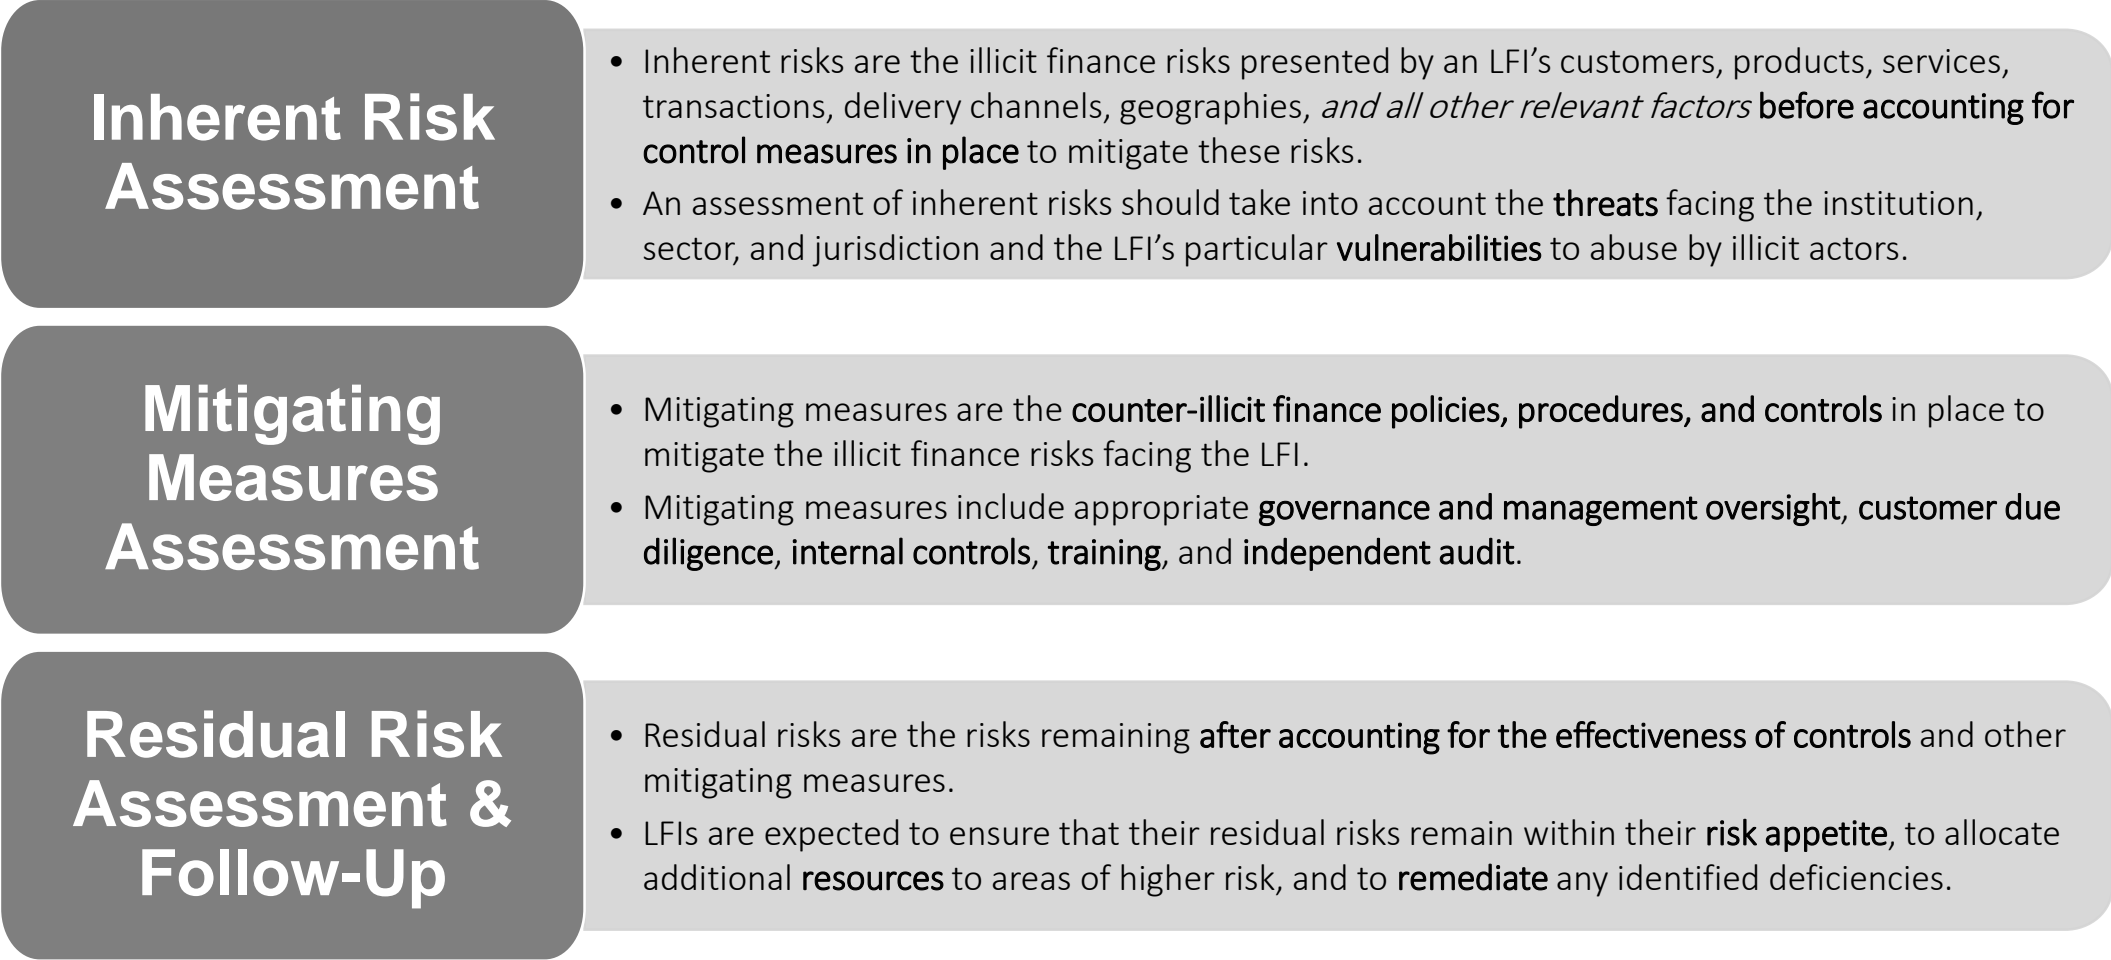 Inherent Risk
Assessment
• Inherent risks are the illicit finance risks presented by an LFI’s customers, products, services,
transactions, delivery channels, geographies, and all other relevant factors before accounting for
control measures in place to mitigate these risks.
• An assessment of inherent risks should take into account the threats facing the institution,
sector, and jurisdiction and the LFI’s particular vulnerabilities to abuse by illicit actors.
Mitigating
Measures
Assessment
• Mitigating measures are the counter-illicit finance policies, procedures, and controls in place to
mitigate the illicit finance risks facing the LFI.
• Mitigating measures include appropriate governance and management oversight, customer due
diligence, internal controls, training, and independent audit.
Residual Risk
Assessment &
Follow-Up
• Residual risks are the risks remaining after accounting for the effectiveness of controls and other
mitigating measures.
• LFIs are expected to ensure that their residual risks remain within their risk appetite, to allocate
additional resources to areas of higher risk, and to remediate any identified deficiencies.